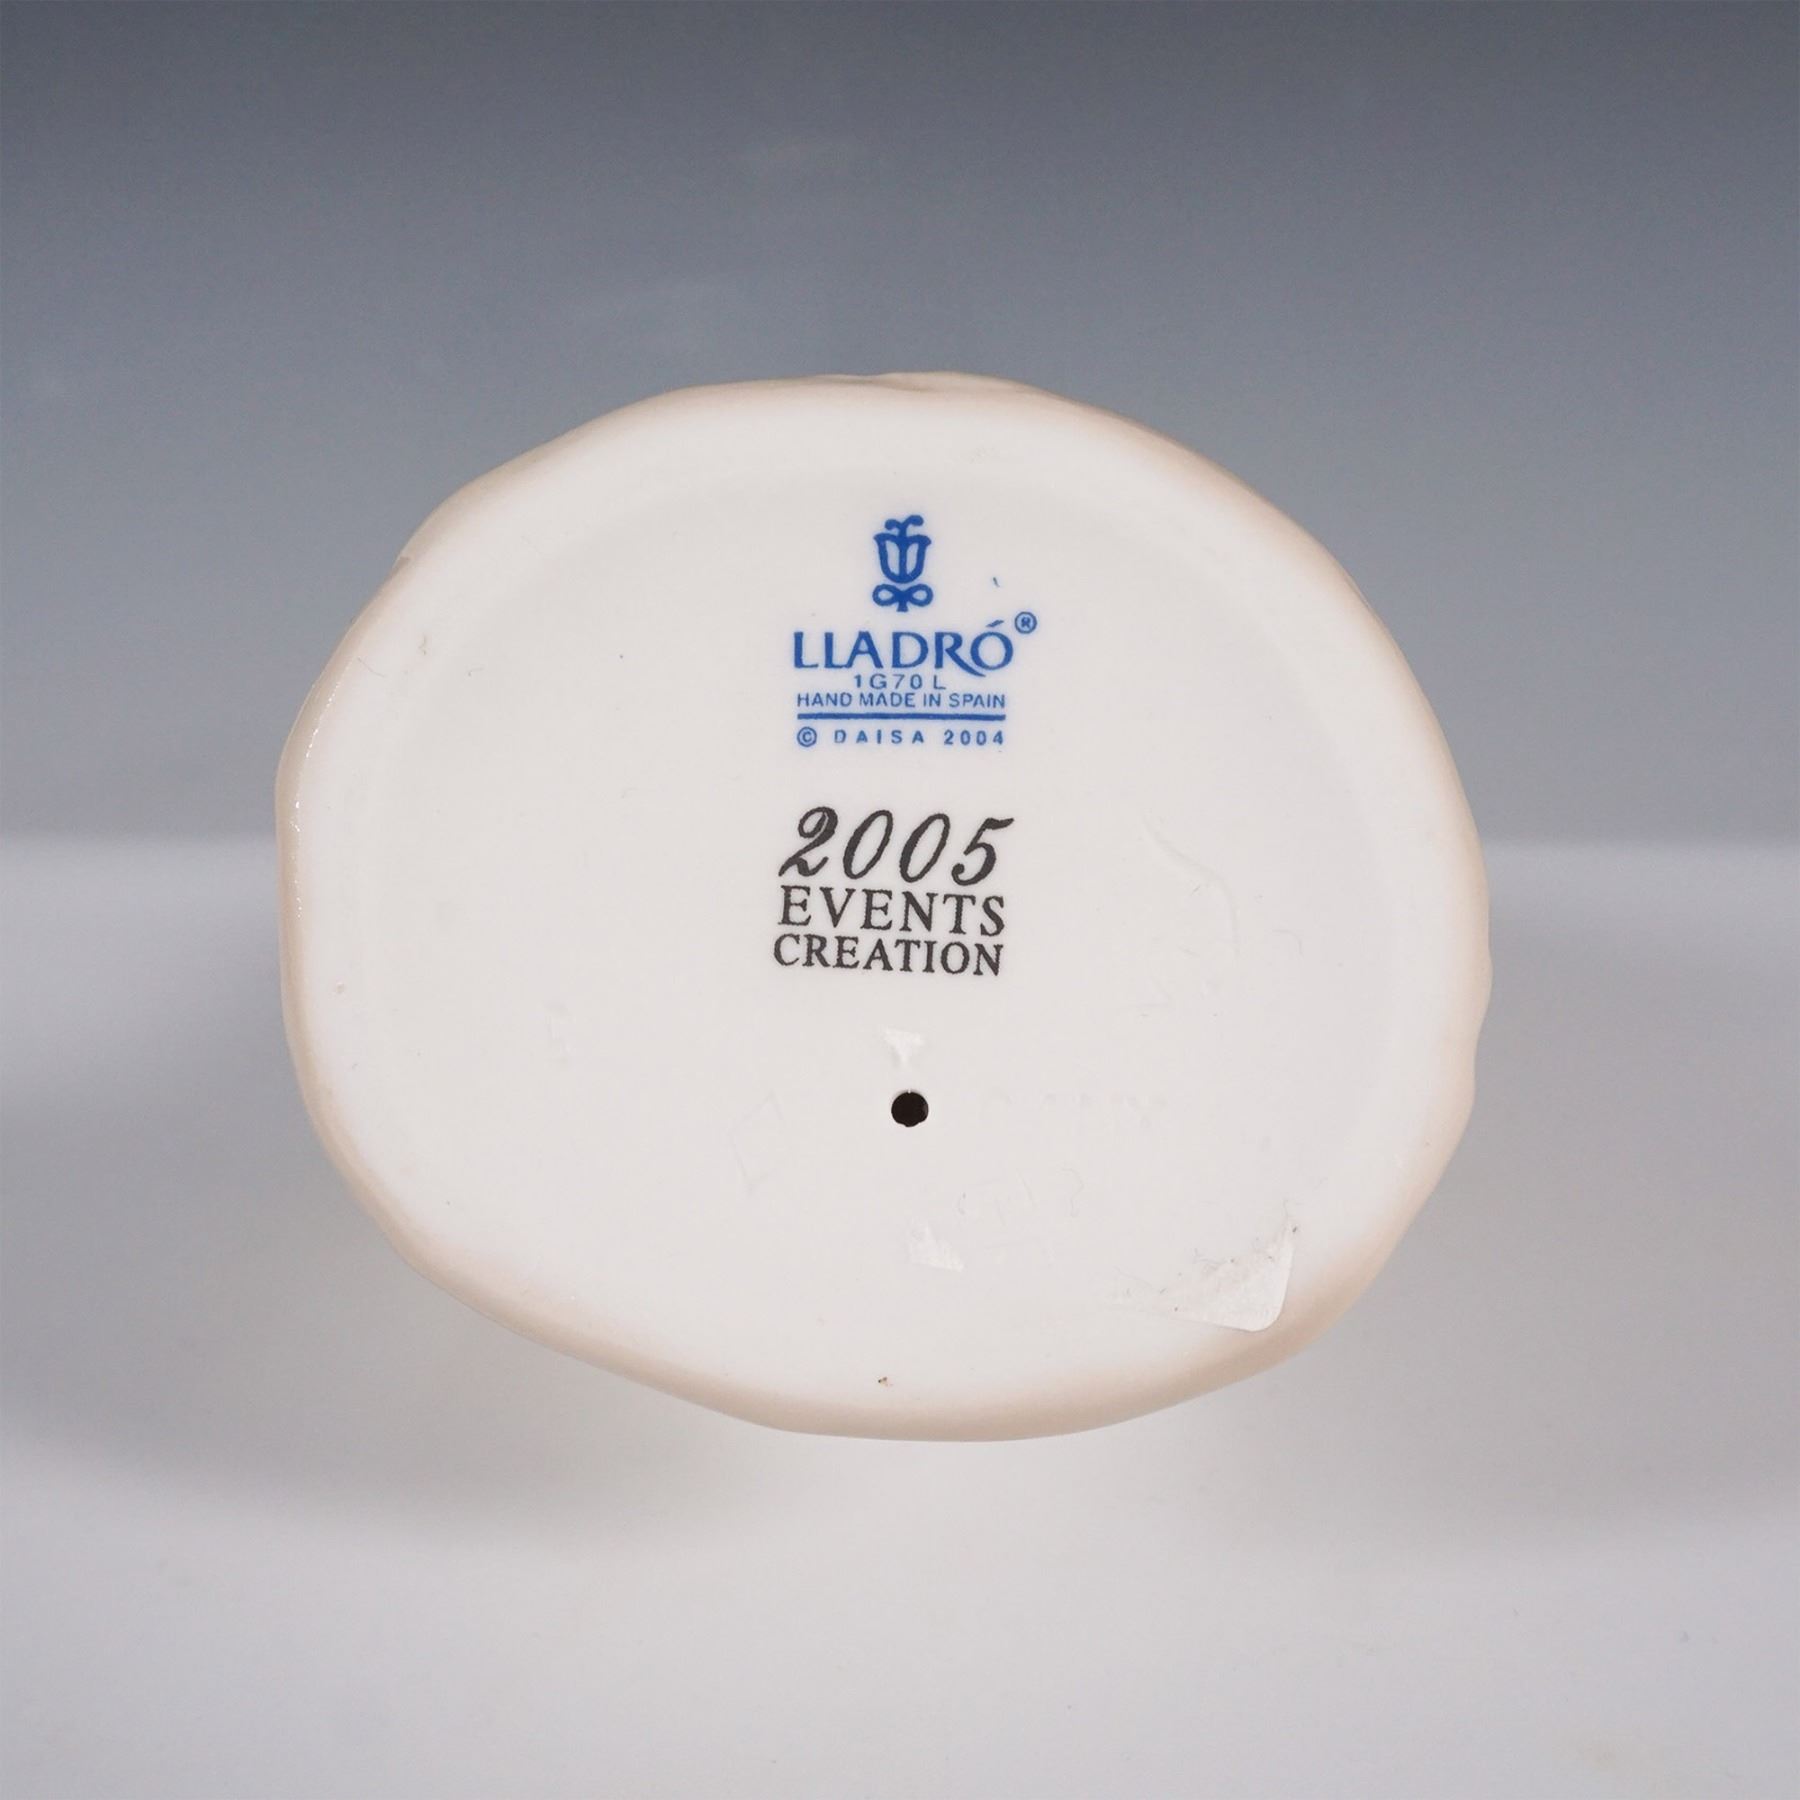 LLADRÓ®
1G70 L
HAND MADE IN SPAIN
© DAISA 2004
2005
EVENTS
CREATION